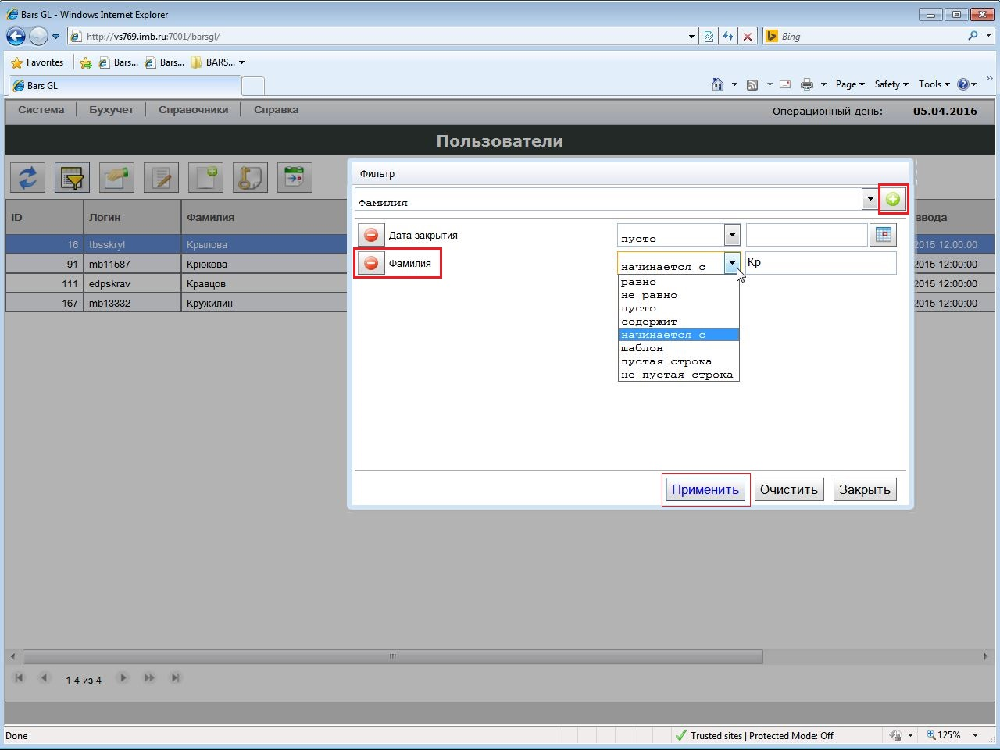 Bars GL - Windows Internet Explorer
http://vs769.imb.ru:7001/barsgl/
Bing
Favorites
Bars...
Bars...
BARS...
Bars GL
Page
Safety
Tools
Система
Бухучет
Справочники
Справка
Операционный день:
05.04.2016
Пользователи
ID
Логин
Фамилия
ввода
16 tbsskryl Крылова 2015 12:00:00
91 mb11587 Крюкова 2015 12:00:00
111 edpskrav Кравцов 2015 12:00:00
167 mb13332 Кружилин 2015 12:00:00
Фильтр
Фамилия
Дата закрытия
пусто
Фамилия
начинается с
Кр
равно
не равно
пусто
содержит
начинается с
шаблон
пустая строка
не пустая строка
Применить
Очистить
Закрыть
1-4 из 4
Done
Trusted sites | Protected Mode: Off
125%